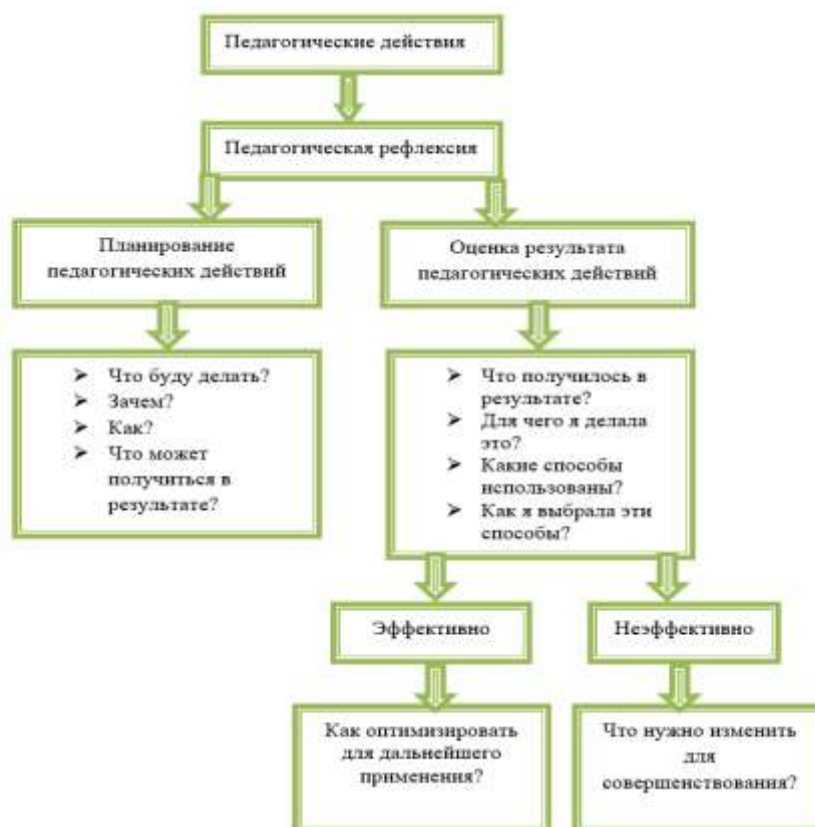 Педагогические действия
Педагогическая рефлексия
Планирование
педагогических действий
Оценка результата
педагогических действий
➤ Что буду делать?
➤ Зачем?
➤ Как?
➤ Что может
получиться в
результате?
➤ Что получилось в
результате?
➤ Для чего я делала
это?
➤ Какие способы
использованы?
➤ Как я выбрала эти
способы?
Эффективно
Неэффективно
Как оптимизировать
для дальнейшего
применения?
Что нужно изменить
для
совершенствования?